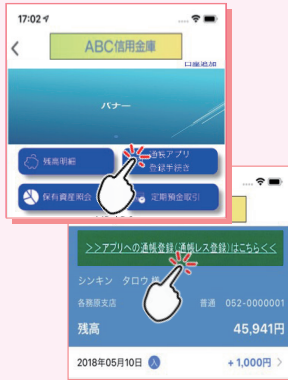 17:02
ABC信用金庫
口座追加
バナー
残高明細
通帳アプリ
登録手続き
保有資産照会
定期預金取引
>>アプリへの通帳登録(通帳レス登録)はこちら<<
シンキン タロウ 様
各務原支店
普通 052-0000001
残高
45,941円
2018年05月10日 入
+1,000円 >